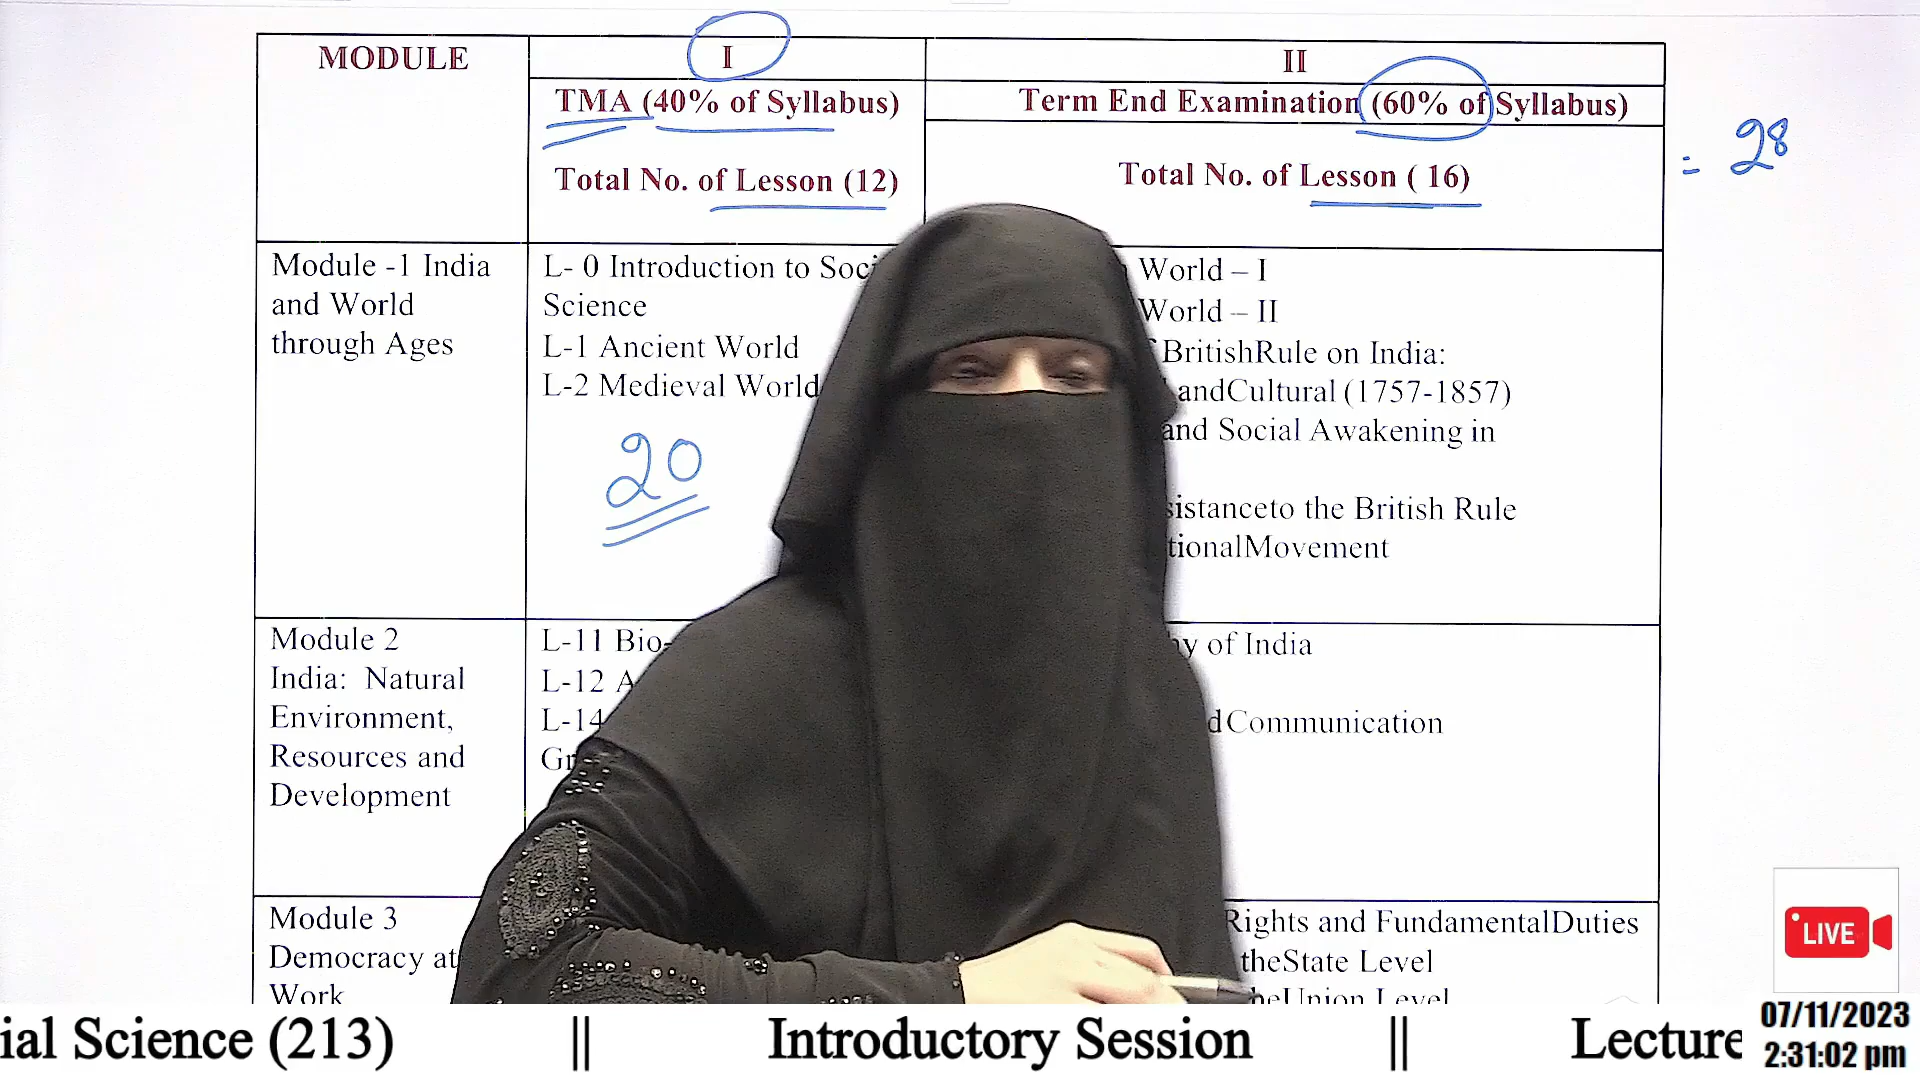 MODULE
I
II
TMA (40% of Syllabus)
Term End Examination (60% of Syllabus)
= 28
Total No. of Lesson (12)
Total No. of Lesson ( 16)
Module -1 India
and World
through Ages
L- 0 Introduction to
Science
L-1 Ancient World
L-2 Medieval World
20
World – I
World – II
BritishRule on India:
andCultural (1757-1857)
and Social Awakening in
sistanceto the British Rule
tionalMovement
Module 2
India: Natural
Environment,
Resources and
Development
L-11 Bio-
L-12 A
L-14
Gr
of India
Communication
Module 3
Democracy at
Work
Rights and FundamentalDuties
theState Level
Union Level
LIVE
ial Science (213) || Introductory Session || Lecture
07/11/2023
2:31:02 pm